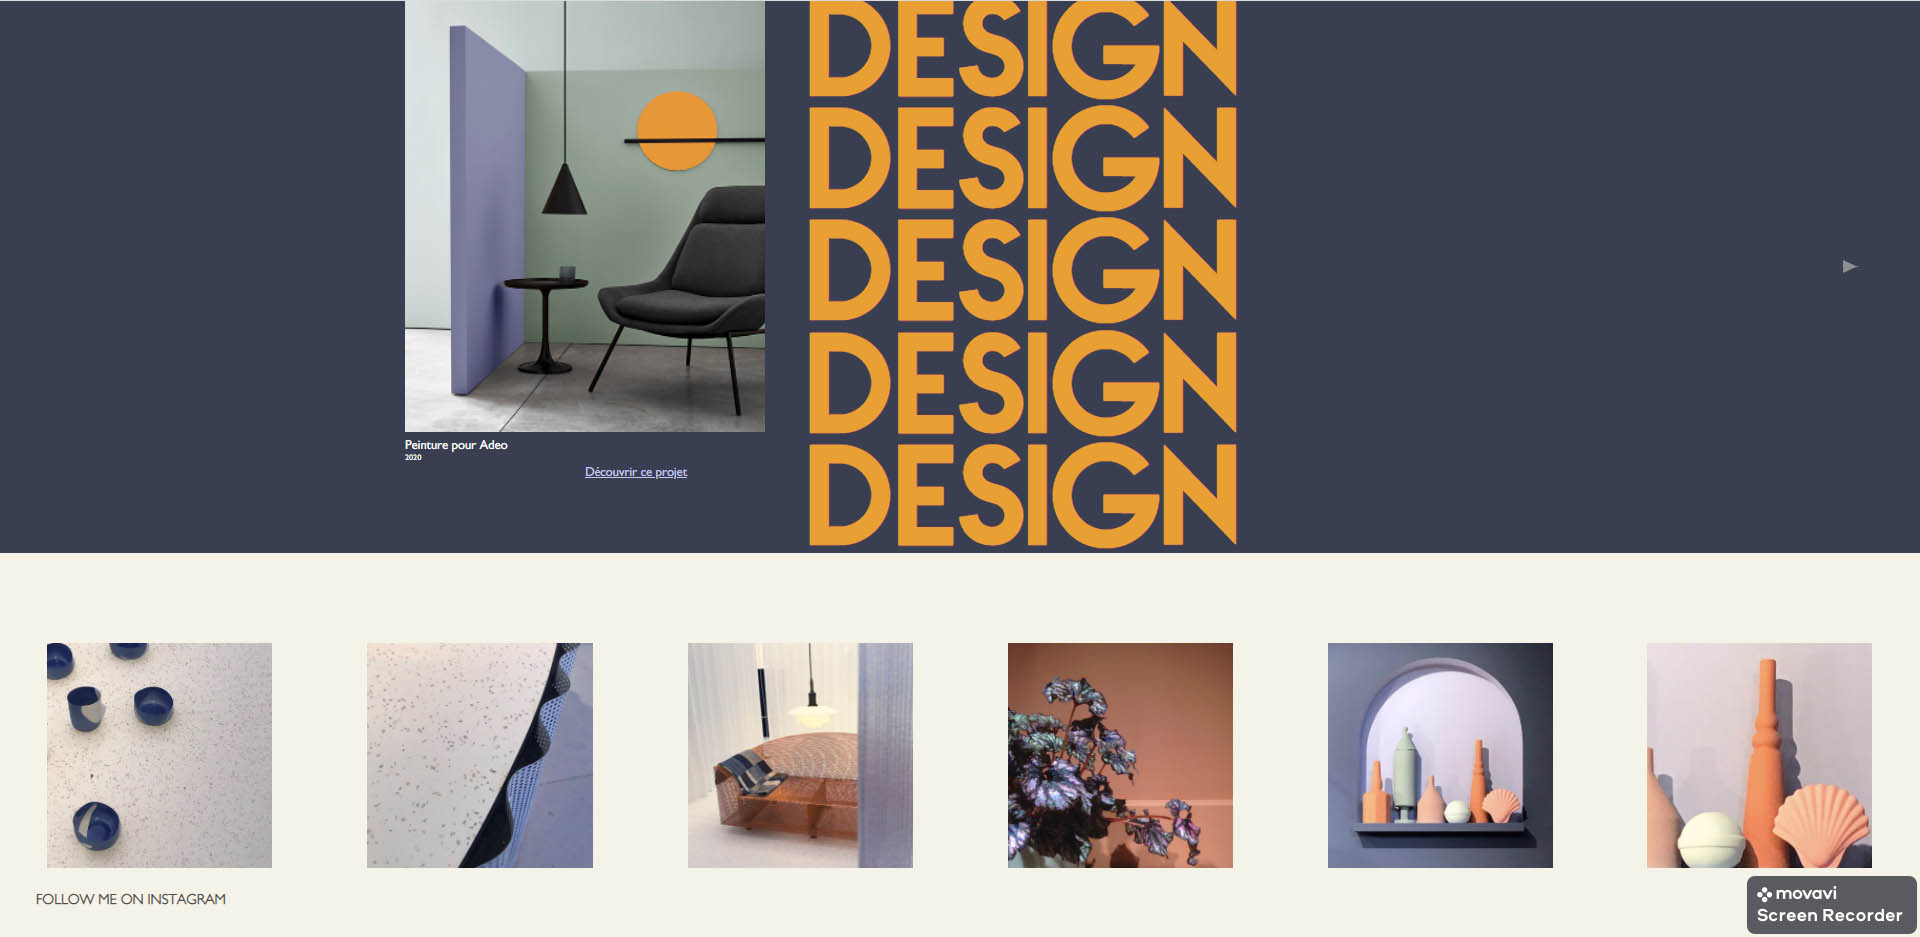 DESIGN
DESIGN
DESIGN
DESIGN
DESIGN
Peinture pour Adeo
2020
Découvrir ce projet
FOLLOW ME ON INSTAGRAM
movavi
Screen Recorder